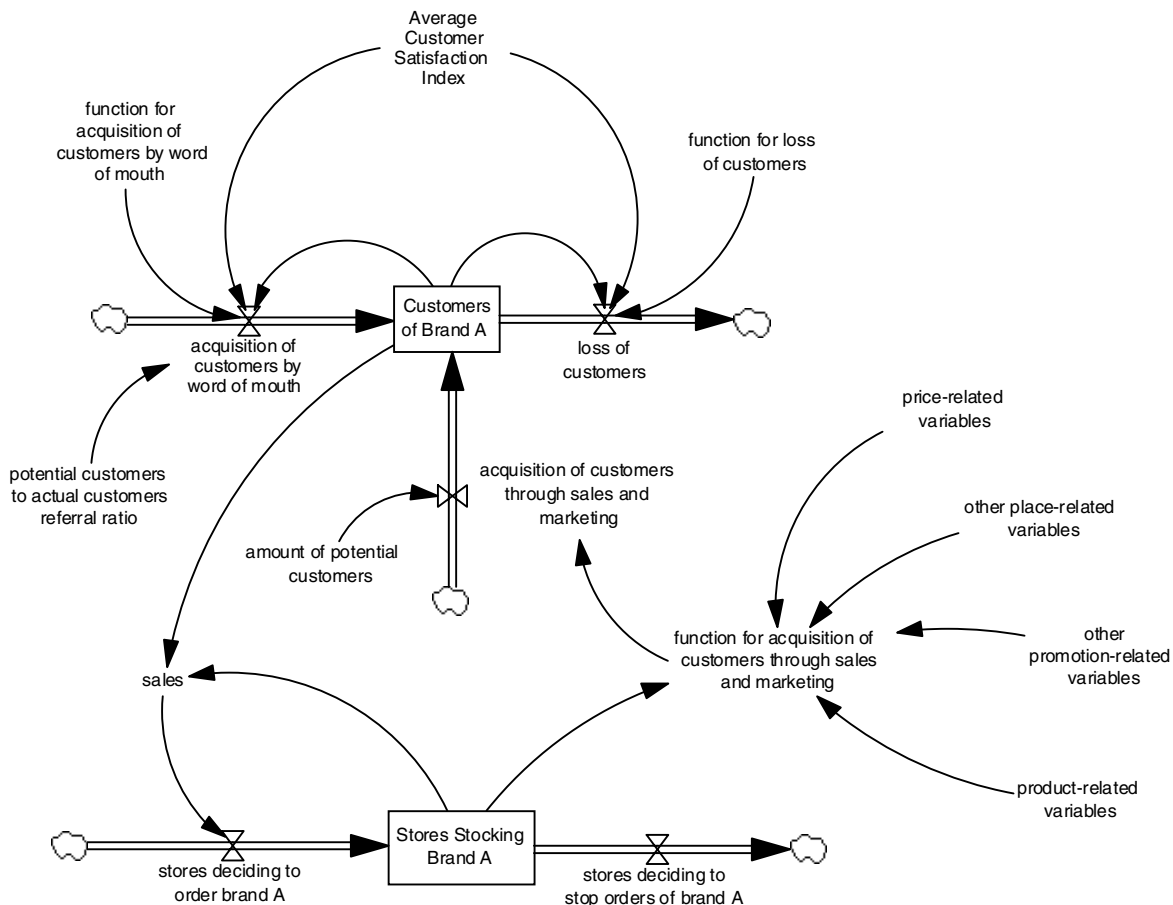 Average
Customer
Satisfaction
Index
function for
acquisition of
customers by word
of mouth
function for loss
of customers
Customers
of Brand A
acquisition of
customers by
word of mouth
loss of
customers
price-related
variables
potential customers
to actual customers
referral ratio
acquisition of customers
through sales and
marketing
other place-related
variables
amount of potential
customers
function for acquisition of
customers through sales
and marketing
other
promotion-related
variables
sales
product-related
variables
Stores Stocking
Brand A
stores deciding to
order brand A
stores deciding to
stop orders of brand A